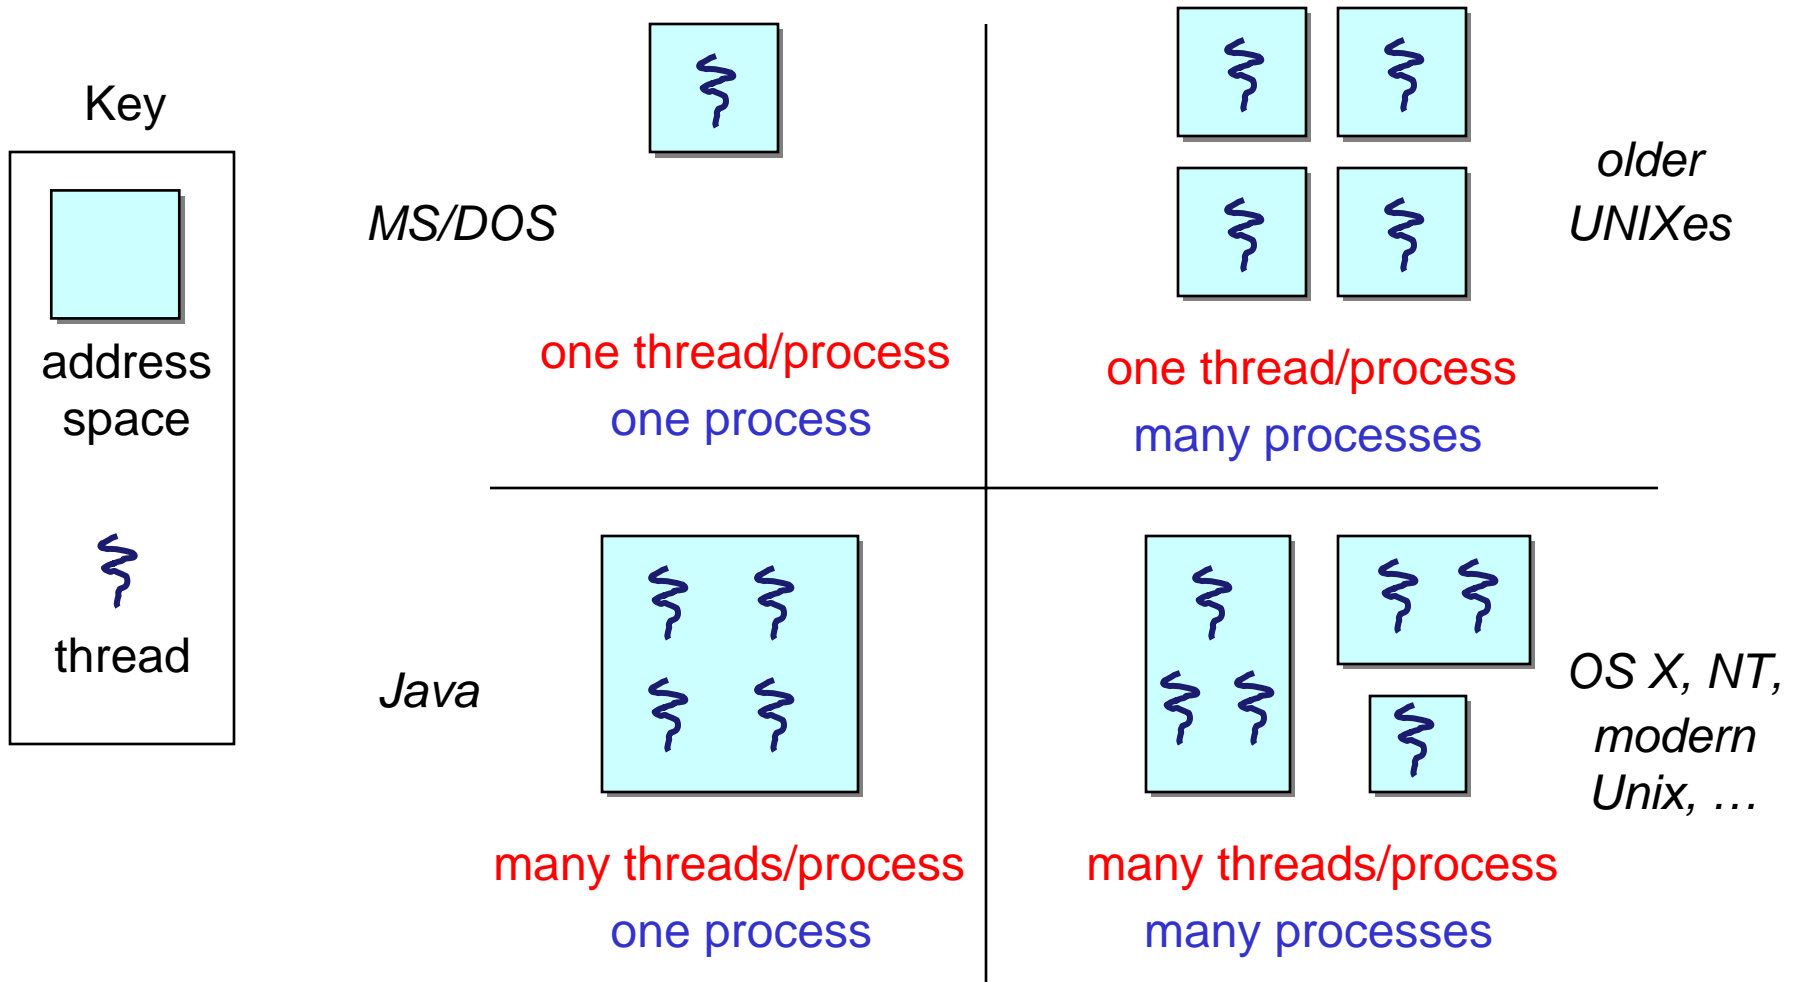 Key
address
space
thread
MS/DOS
one thread/process
one process
older
UNIXes
one thread/process
many processes
Java
many threads/process
one process
OS X, NT,
modern
Unix, …
many threads/process
many processes